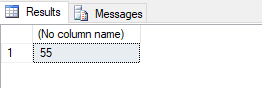 Results Messages
(No column name)
1 55